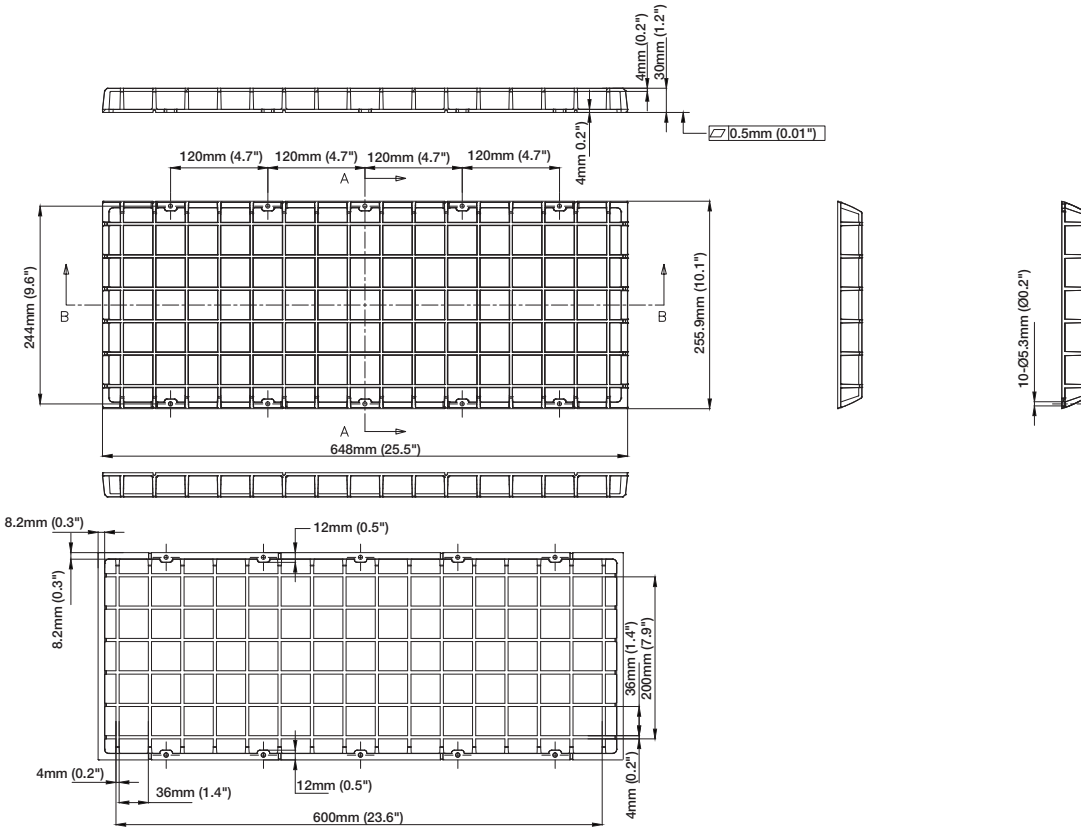 4mm (0.2")
30mm (1.2")
4mm 0.2")
0.5mm (0.01")
120mm (4.7")
120mm (4.7")
120mm (4.7")
120mm (4.7")
A
244mm (9.6")
B
B
255.9mm (10.1")
10-Ø5.3mm (Ø0.2")
A
648mm (25.5")
8.2mm (0.3")
12mm (0.5")
8.2mm (0.3")
36mm (1.4")
200mm (7.9")
4mm (0.2")
36mm (1.4")
12mm (0.5")
4mm (0.2")
600mm (23.6")